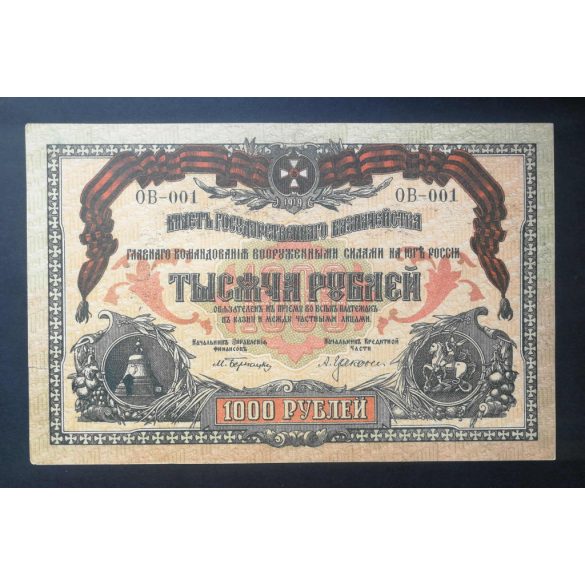 ОВ-001 ОВ-001
1919
БИЛЕТЪ ГОСУДАРСТВЕННАГО КАЗНАЧЕЙСТВА
ГЛАВНАГО КОМАНДОВАНІЯ ВООРУЖЕННЫМИ СИЛАМИ НА ЮГѢ РОССІИ
ТЫСЯЧА РУБЛЕЙ
ОБЯЗАТЕЛЕН КЪ ПРІЕМУ ВО ВСѢХЪ ПЛАТЕЖАХЪ
ВЪ КАЗНУ И МЕЖДУ ЧАСТНЫМИ ЛИЦАМИ.
НАЧАЛЬНИКЪ УПРАВЛЕНІЯ НАЧАЛЬНИКЪ КРЕДИТНОЙ
ФИНАНСОВЪ ЧАСТИ
1000 РУБЛЕЙ